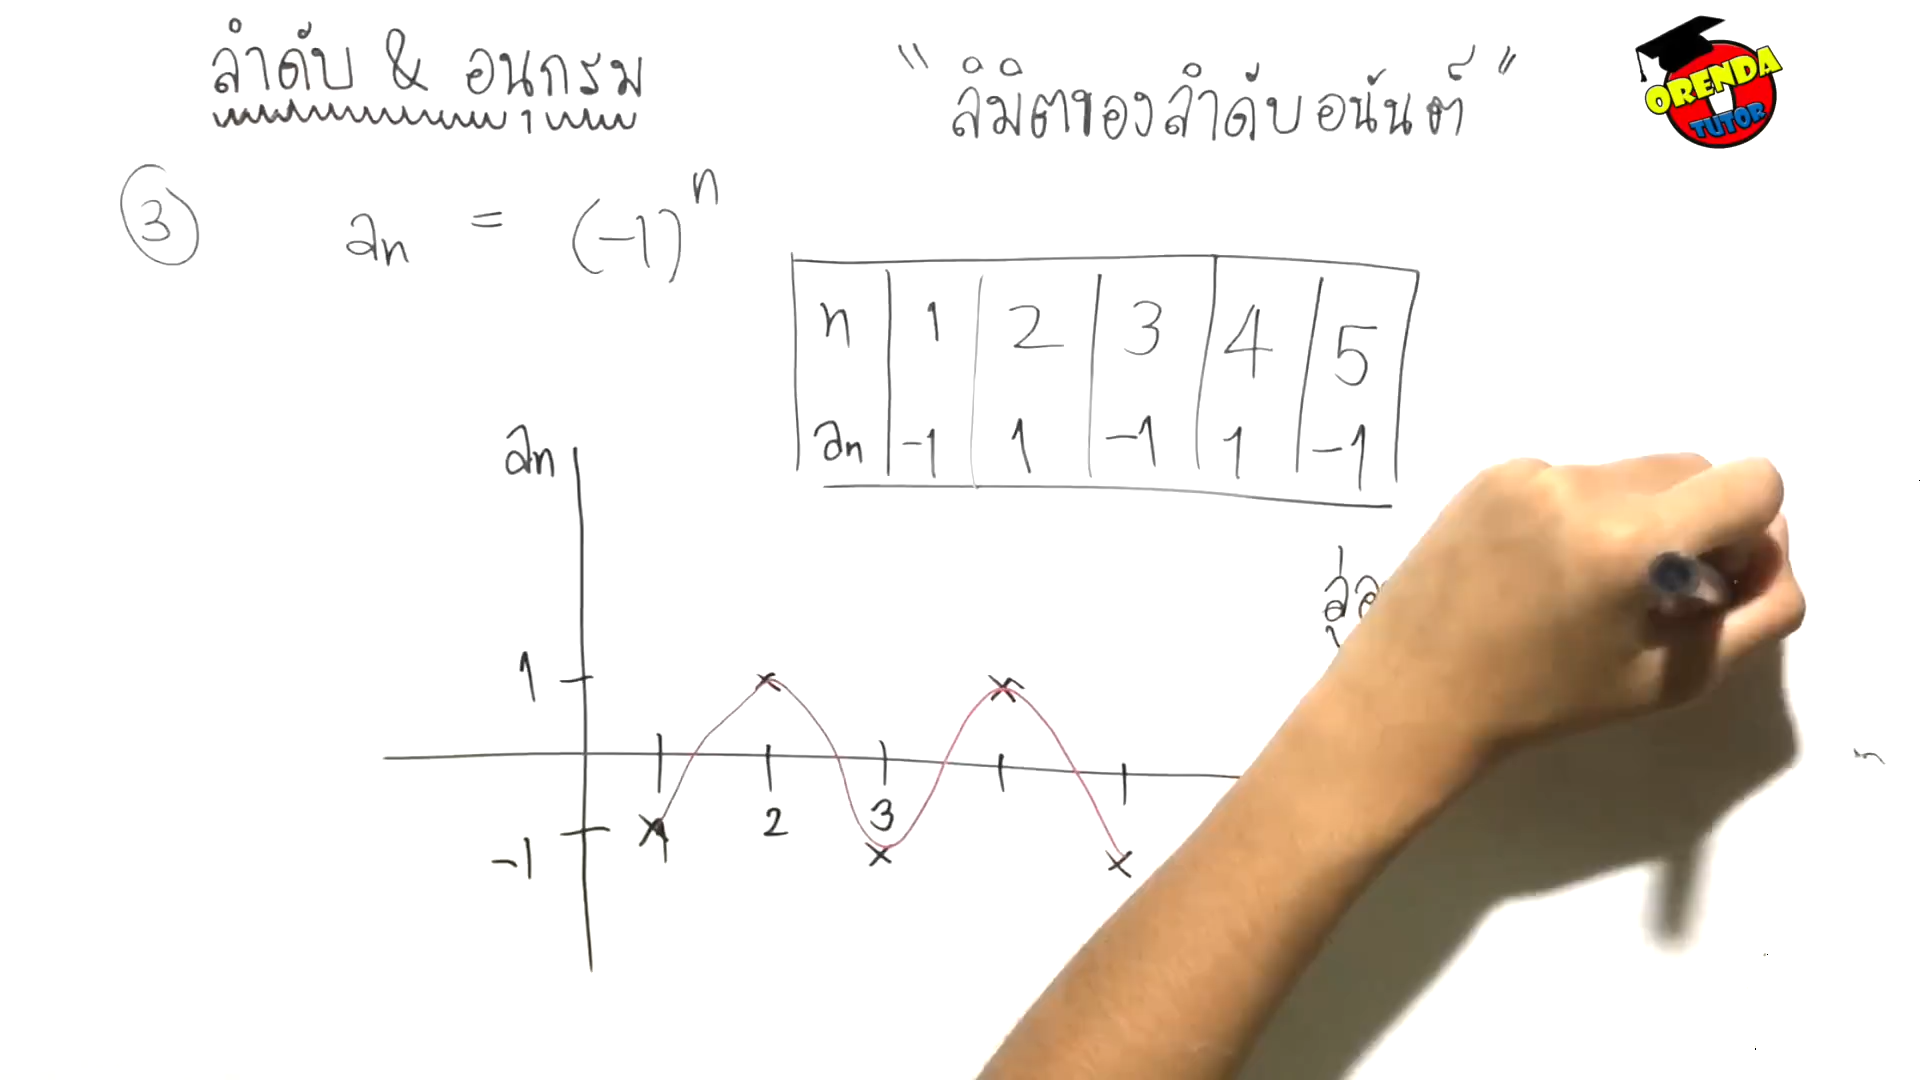 ลำดับ & อนุกรม
"ลิมิตของลำดับอนันต์"
ORENDA
TUTOR
3 an = (-1)^n
n 1 2 3 4 5
an -1 1 -1 1 -1
an
1
-1
1 2 3
n